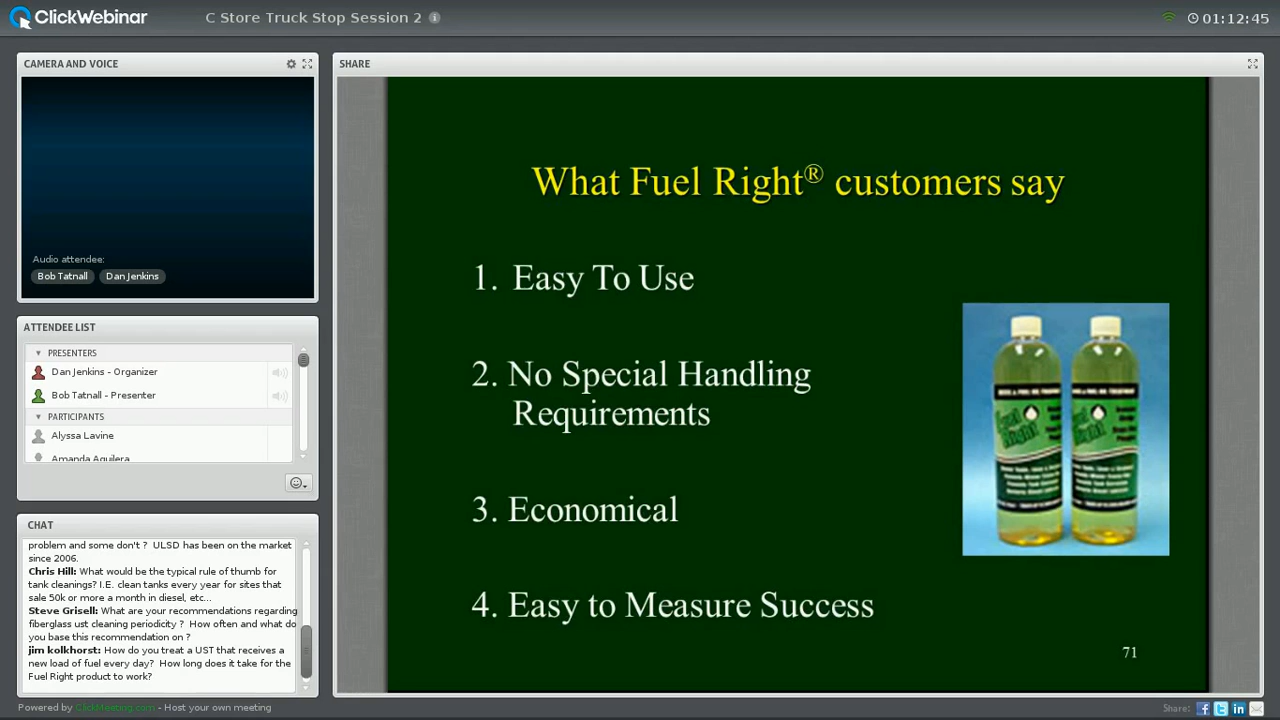 ClickWebinar
C Store Truck Stop Session 2
01:12:45
CAMERA AND VOICE
Audio attendee:
Bob Tatnall
Dan Jenkins
ATTENDEE LIST
PRESENTERS
Dan Jenkins - Organizer
Bob Tatnall - Presenter
PARTICIPANTS
Alyssa Lavine
Amanda Aguilera
CHAT
problem and some don't ? ULSD has been on the market
since 2006.
Chris Hill: What would be the typical rule of thumb for
tank cleanings? I.E. clean tanks every year for sites that
sale 50k or more a month in diesel, etc...
Steve Grisell: What are your recommendations regarding
fiberglass ust cleaning periodicity ? How often and what do
you base this recommendation on ?
jim kolkhorst: How do you treat a UST that receives a
new load of fuel every day? How long does it take for the
Fuel Right product to work?
SHARE
What Fuel Right® customers say
1. Easy To Use
2. No Special Handling
Requirements
3. Economical
4. Easy to Measure Success
Fuel
Right
Fuel
Right
71
Powered by ClickMeeting.com - Host your own meeting
Share: